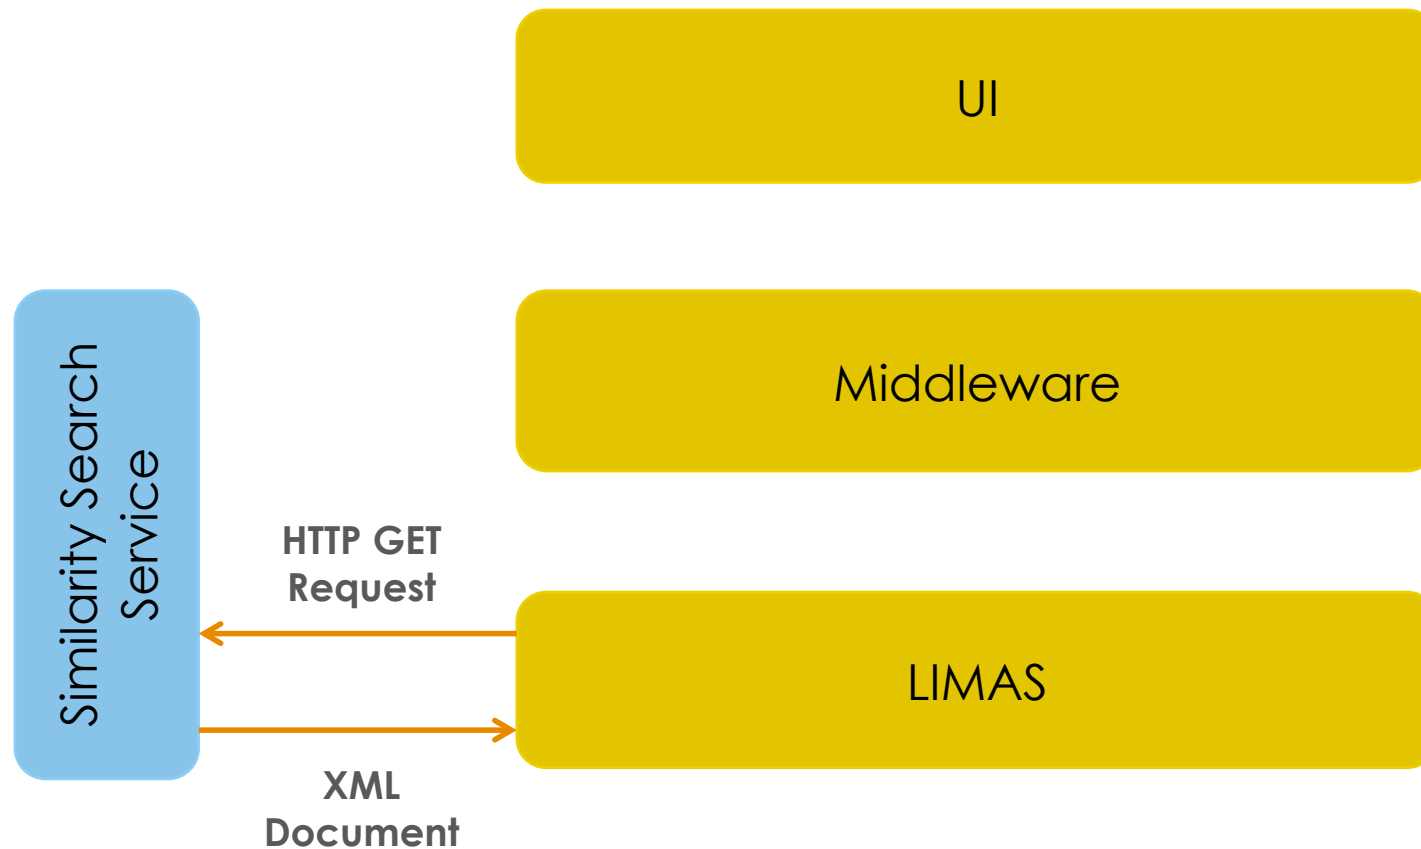 UI
Middleware
Similarity Search
Service
HTTP GET
Request
LIMAS
XML
Document